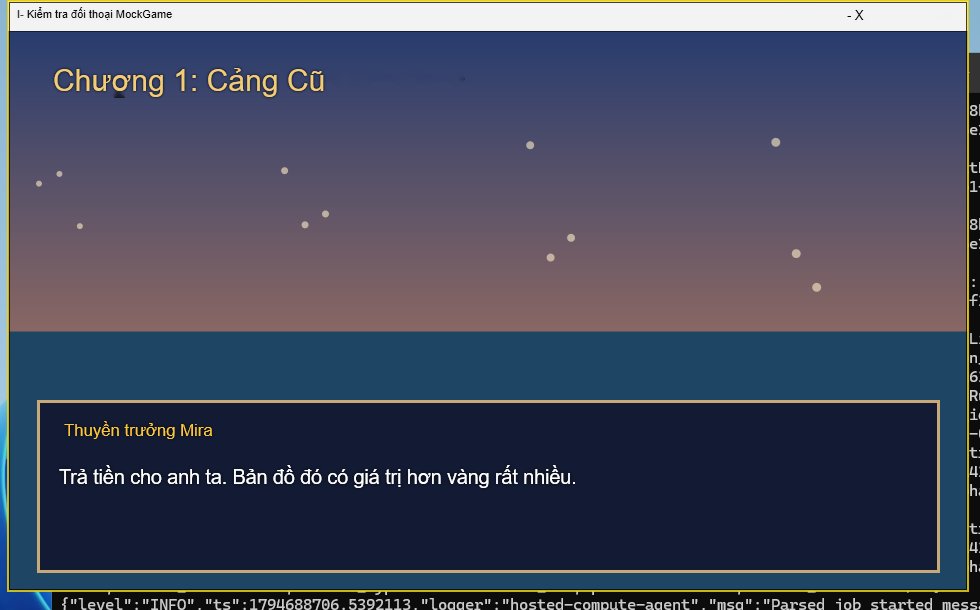 I- Kiểm tra đối thoại MockGame
- X
Chương 1: Cảng Cũ
Thuyền trưởng Mira
Trả tiền cho anh ta. Bản đồ đó có giá trị hơn vàng rất nhiều.
{"level":"INFO","ts":1794688706.5392113,"logger":"hosted-compute-agent","msg":"Parsed job started mes